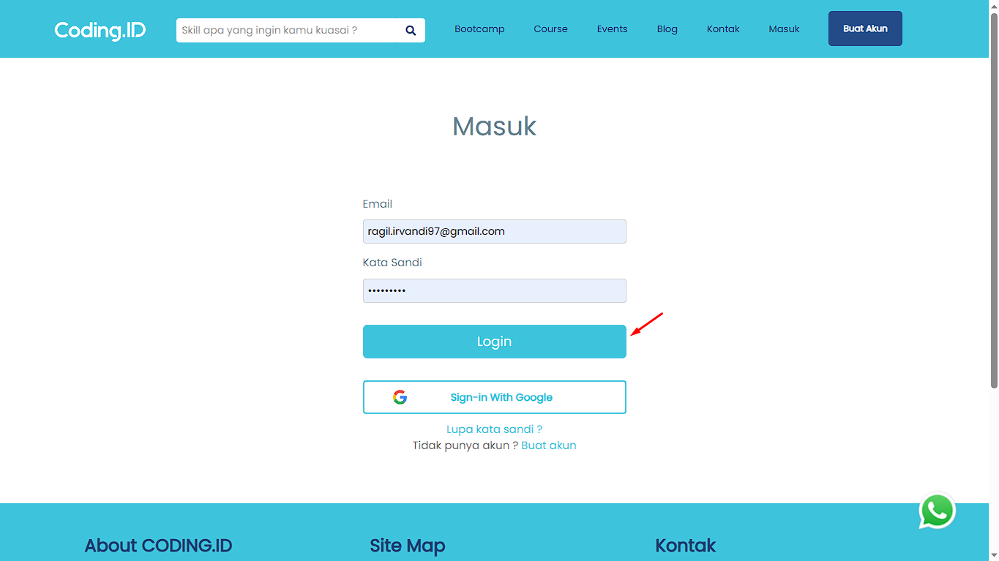 Coding.ID
Skill apa yang ingin kamu kuasai ?
Bootcamp
Course
Events
Blog
Kontak
Masuk
Buat Akun
Masuk
Email
ragil.irvandi97@gmail.com
Kata Sandi
•••••••••
Login
Sign-in With Google
Lupa kata sandi ?
Tidak punya akun ? Buat akun
About CODING.ID
Site Map
Kontak